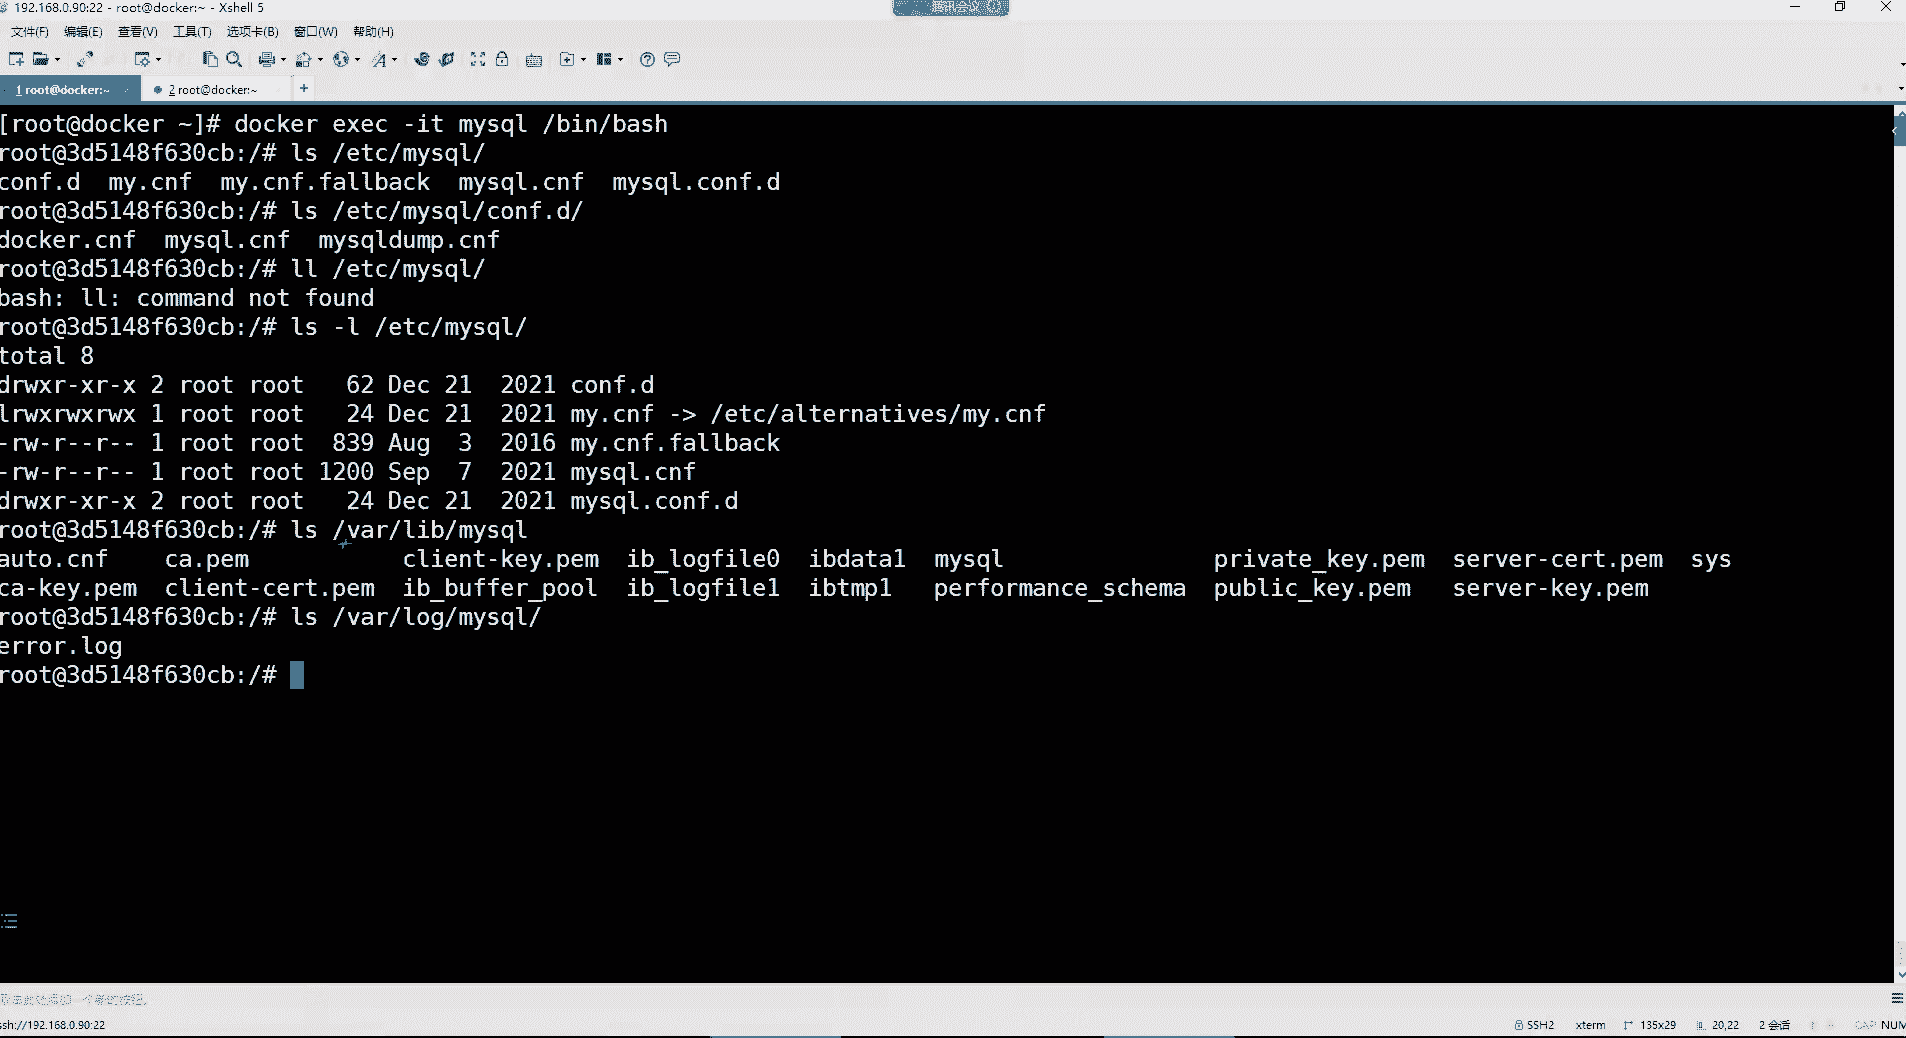 192.168.0.90:22 - root@docker:~ - Xshell 5
腾讯会议
文件(F) 编辑(E) 查看(V) 工具(T) 选项卡(B) 窗口(W) 帮助(H)
1 root@docker:~ 2 root@docker:~ +
[root@docker ~]# docker exec -it mysql /bin/bash
root@3d5148f630cb:/# ls /etc/mysql/
conf.d my.cnf my.cnf.fallback mysql.cnf mysql.conf.d
root@3d5148f630cb:/# ls /etc/mysql/conf.d/
docker.cnf mysql.cnf mysqldump.cnf
root@3d5148f630cb:/# ll /etc/mysql/
bash: ll: command not found
root@3d5148f630cb:/# ls -l /etc/mysql/
total 8
drwxr-xr-x 2 root root 62 Dec 21 2021 conf.d
lrwxrwxrwx 1 root root 24 Dec 21 2021 my.cnf -> /etc/alternatives/my.cnf
-rw-r--r-- 1 root root 839 Aug 3 2016 my.cnf.fallback
-rw-r--r-- 1 root root 1200 Sep 7 2021 mysql.cnf
drwxr-xr-x 2 root root 24 Dec 21 2021 mysql.conf.d
root@3d5148f630cb:/# ls /var/lib/mysql
auto.cnf ca.pem client-key.pem ib_logfile0 ibdata1 mysql private_key.pem server-cert.pem sys
ca-key.pem client-cert.pem ib_buffer_pool ib_logfile1 ibtmp1 performance_schema public_key.pem server-key.pem
root@3d5148f630cb:/# ls /var/log/mysql/
error.log
root@3d5148f630cb:/#
ssh://192.168.0.90:22 SSH2 xterm 135x29 20,22 2 会话 CAP NUM